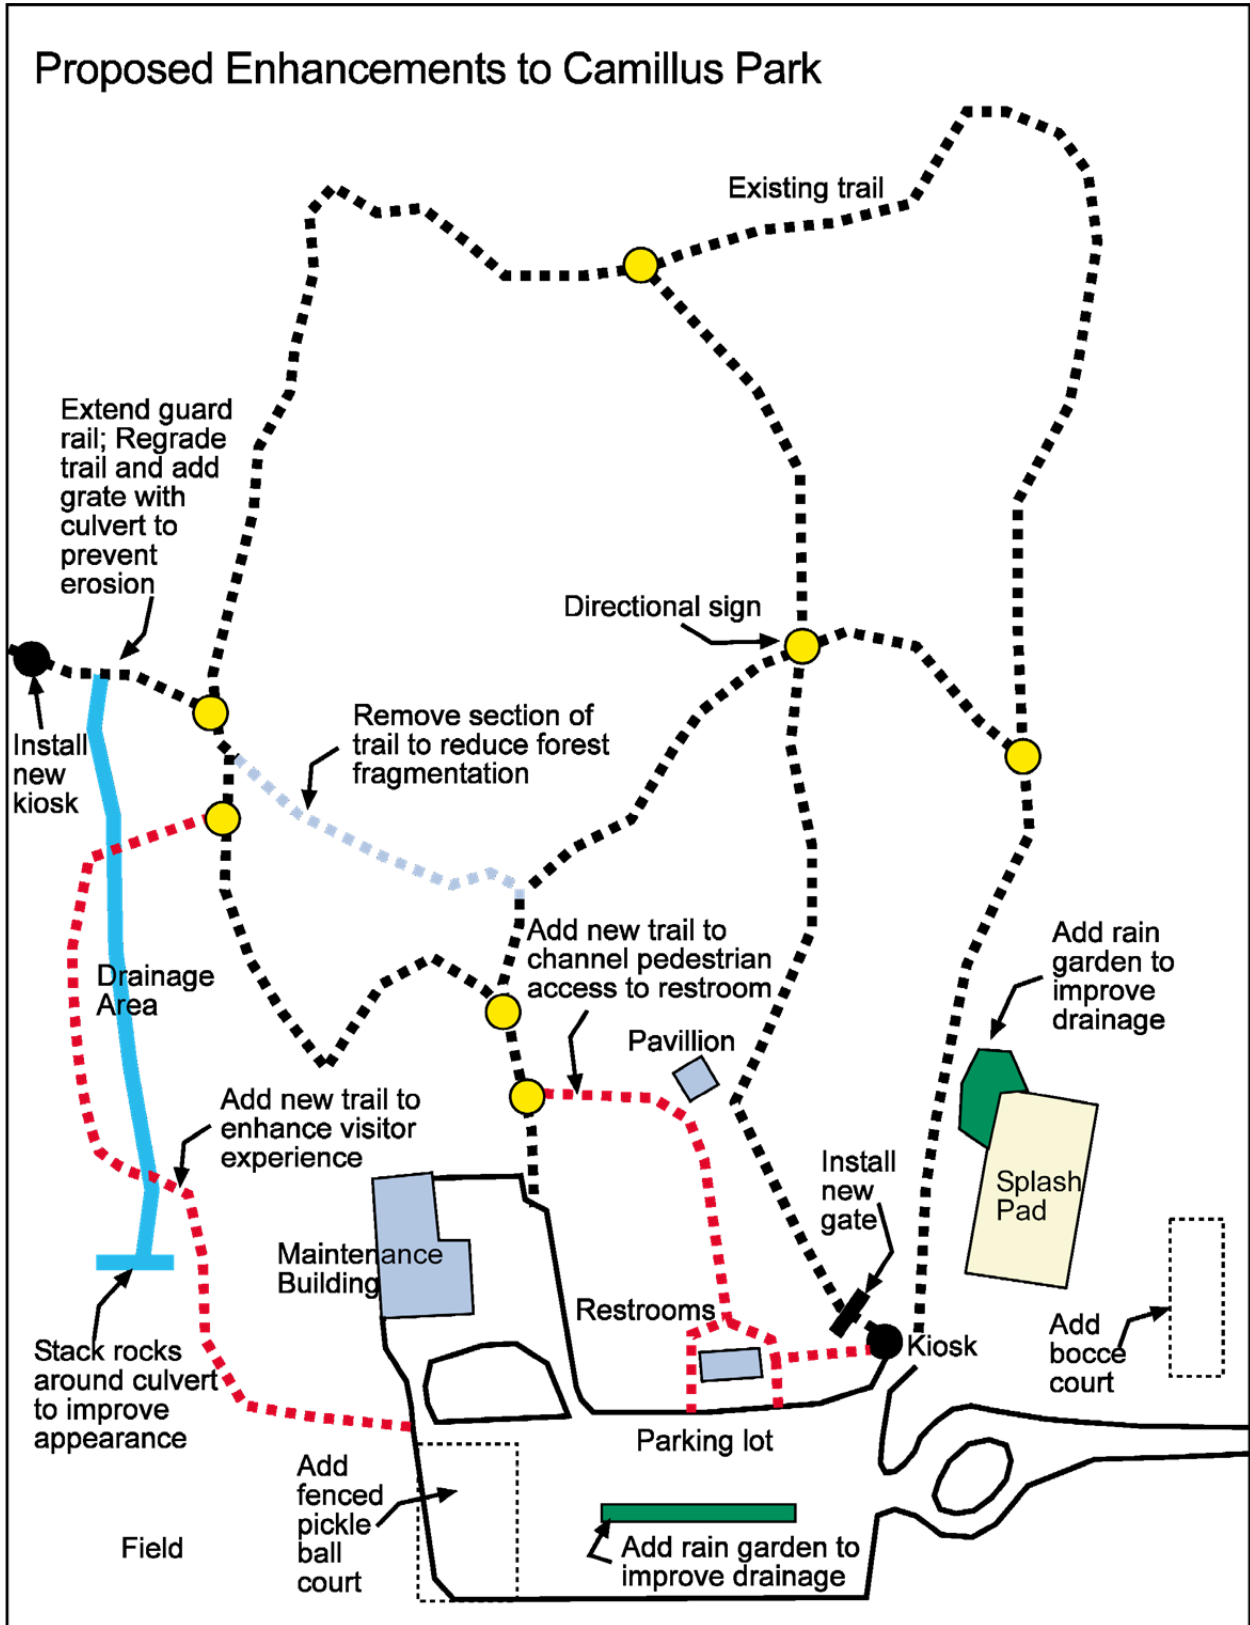 Proposed Enhancements to Camillus Park
Existing trail
Extend guard
rail; Regrade
trail and add
grate with
culvert to
prevent
erosion
Directional sign
Install
new
kiosk
Remove section of
trail to reduce forest
fragmentation
Drainage
Area
Add new trail to
channel pedestrian
access to restroom
Add rain
garden to
improve
drainage
Pavillion
Add new trail to
enhance visitor
experience
Install
new
gate
Splash
Pad
Maintenance
Building
Restrooms
Kiosk
Add
bocce
court
Stack rocks
around culvert
to improve
appearance
Parking lot
Add
fenced
pickle
ball
court
Field
Add rain garden to
improve drainage